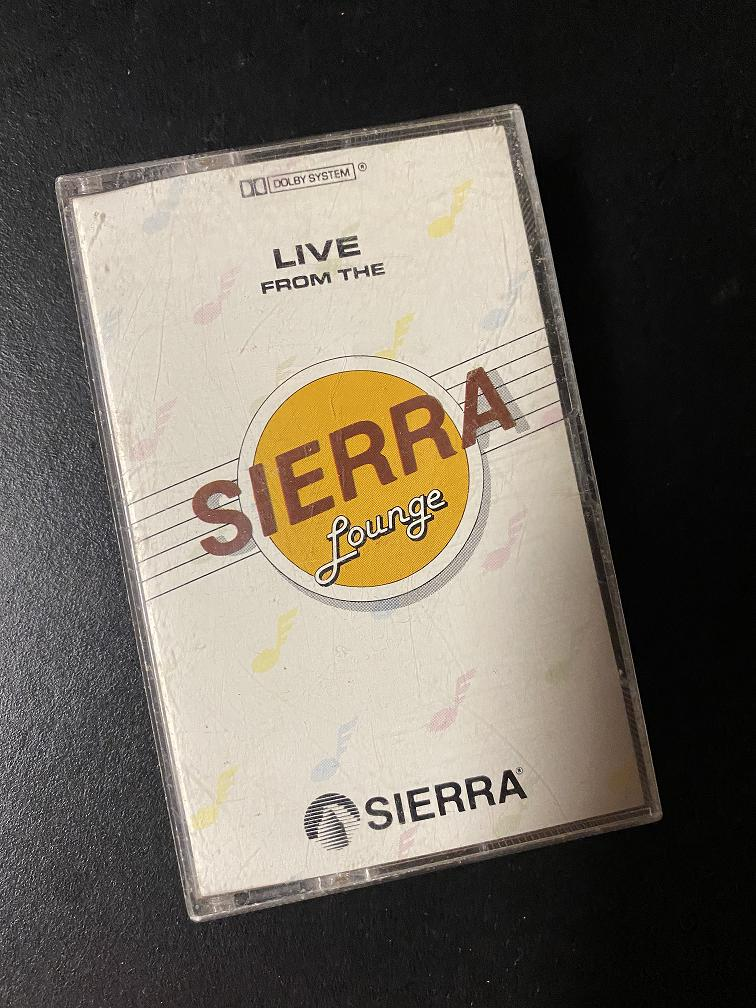 DOLBY SYSTEM ®
LIVE
FROM THE
SIERRA
Lounge
SIERRA®